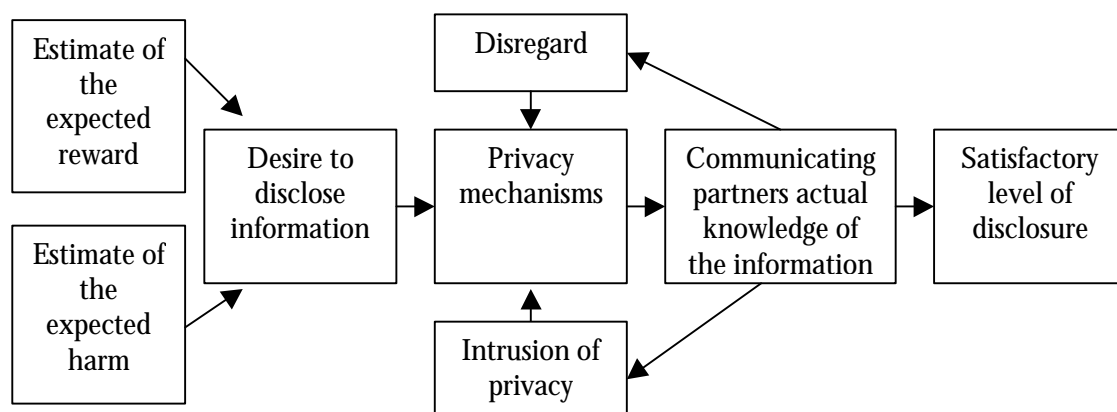 Estimate of
the
expected
reward
Estimate of
the
expected
harm
Desire to
disclose
information
Disregard
Privacy
mechanisms
Intrusion of
privacy
Communicating
partners actual
knowledge of
the information
Satisfactory
level of
disclosure